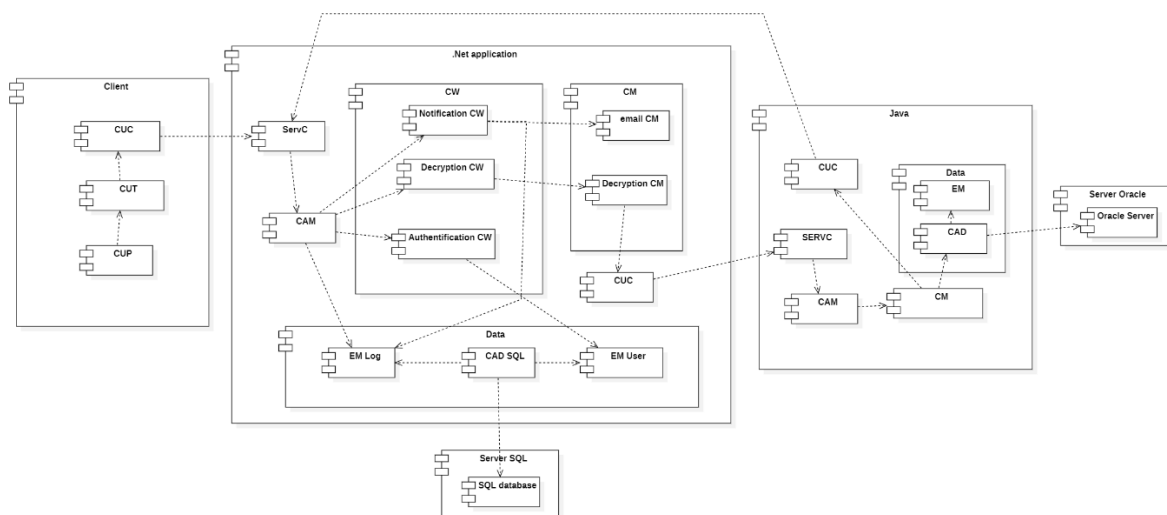 .Net application
Client
CW
CM
Notification CW
email CM
CUC
ServC
Java
CUC
Data
Decryption CW
Decryption CM
CUT
EM
Server Oracle
Oracle Server
CAM
Authentification CW
SERVC
CAD
CUP
CUC
CAM
CM
Data
EM Log
CAD SQL
EM User
Server SQL
SQL database